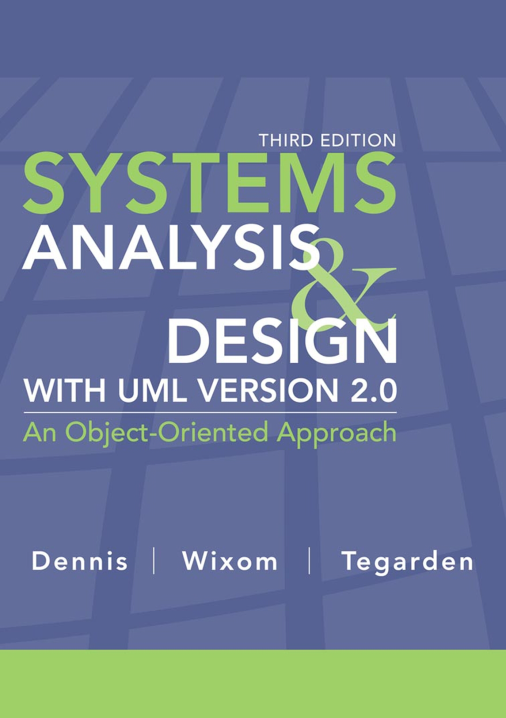 THIRD EDITION
SYSTEMS
ANALYSIS
&
DESIGN
WITH UML VERSION 2.0
An Object-Oriented Approach
Dennis | Wixom | Tegarden